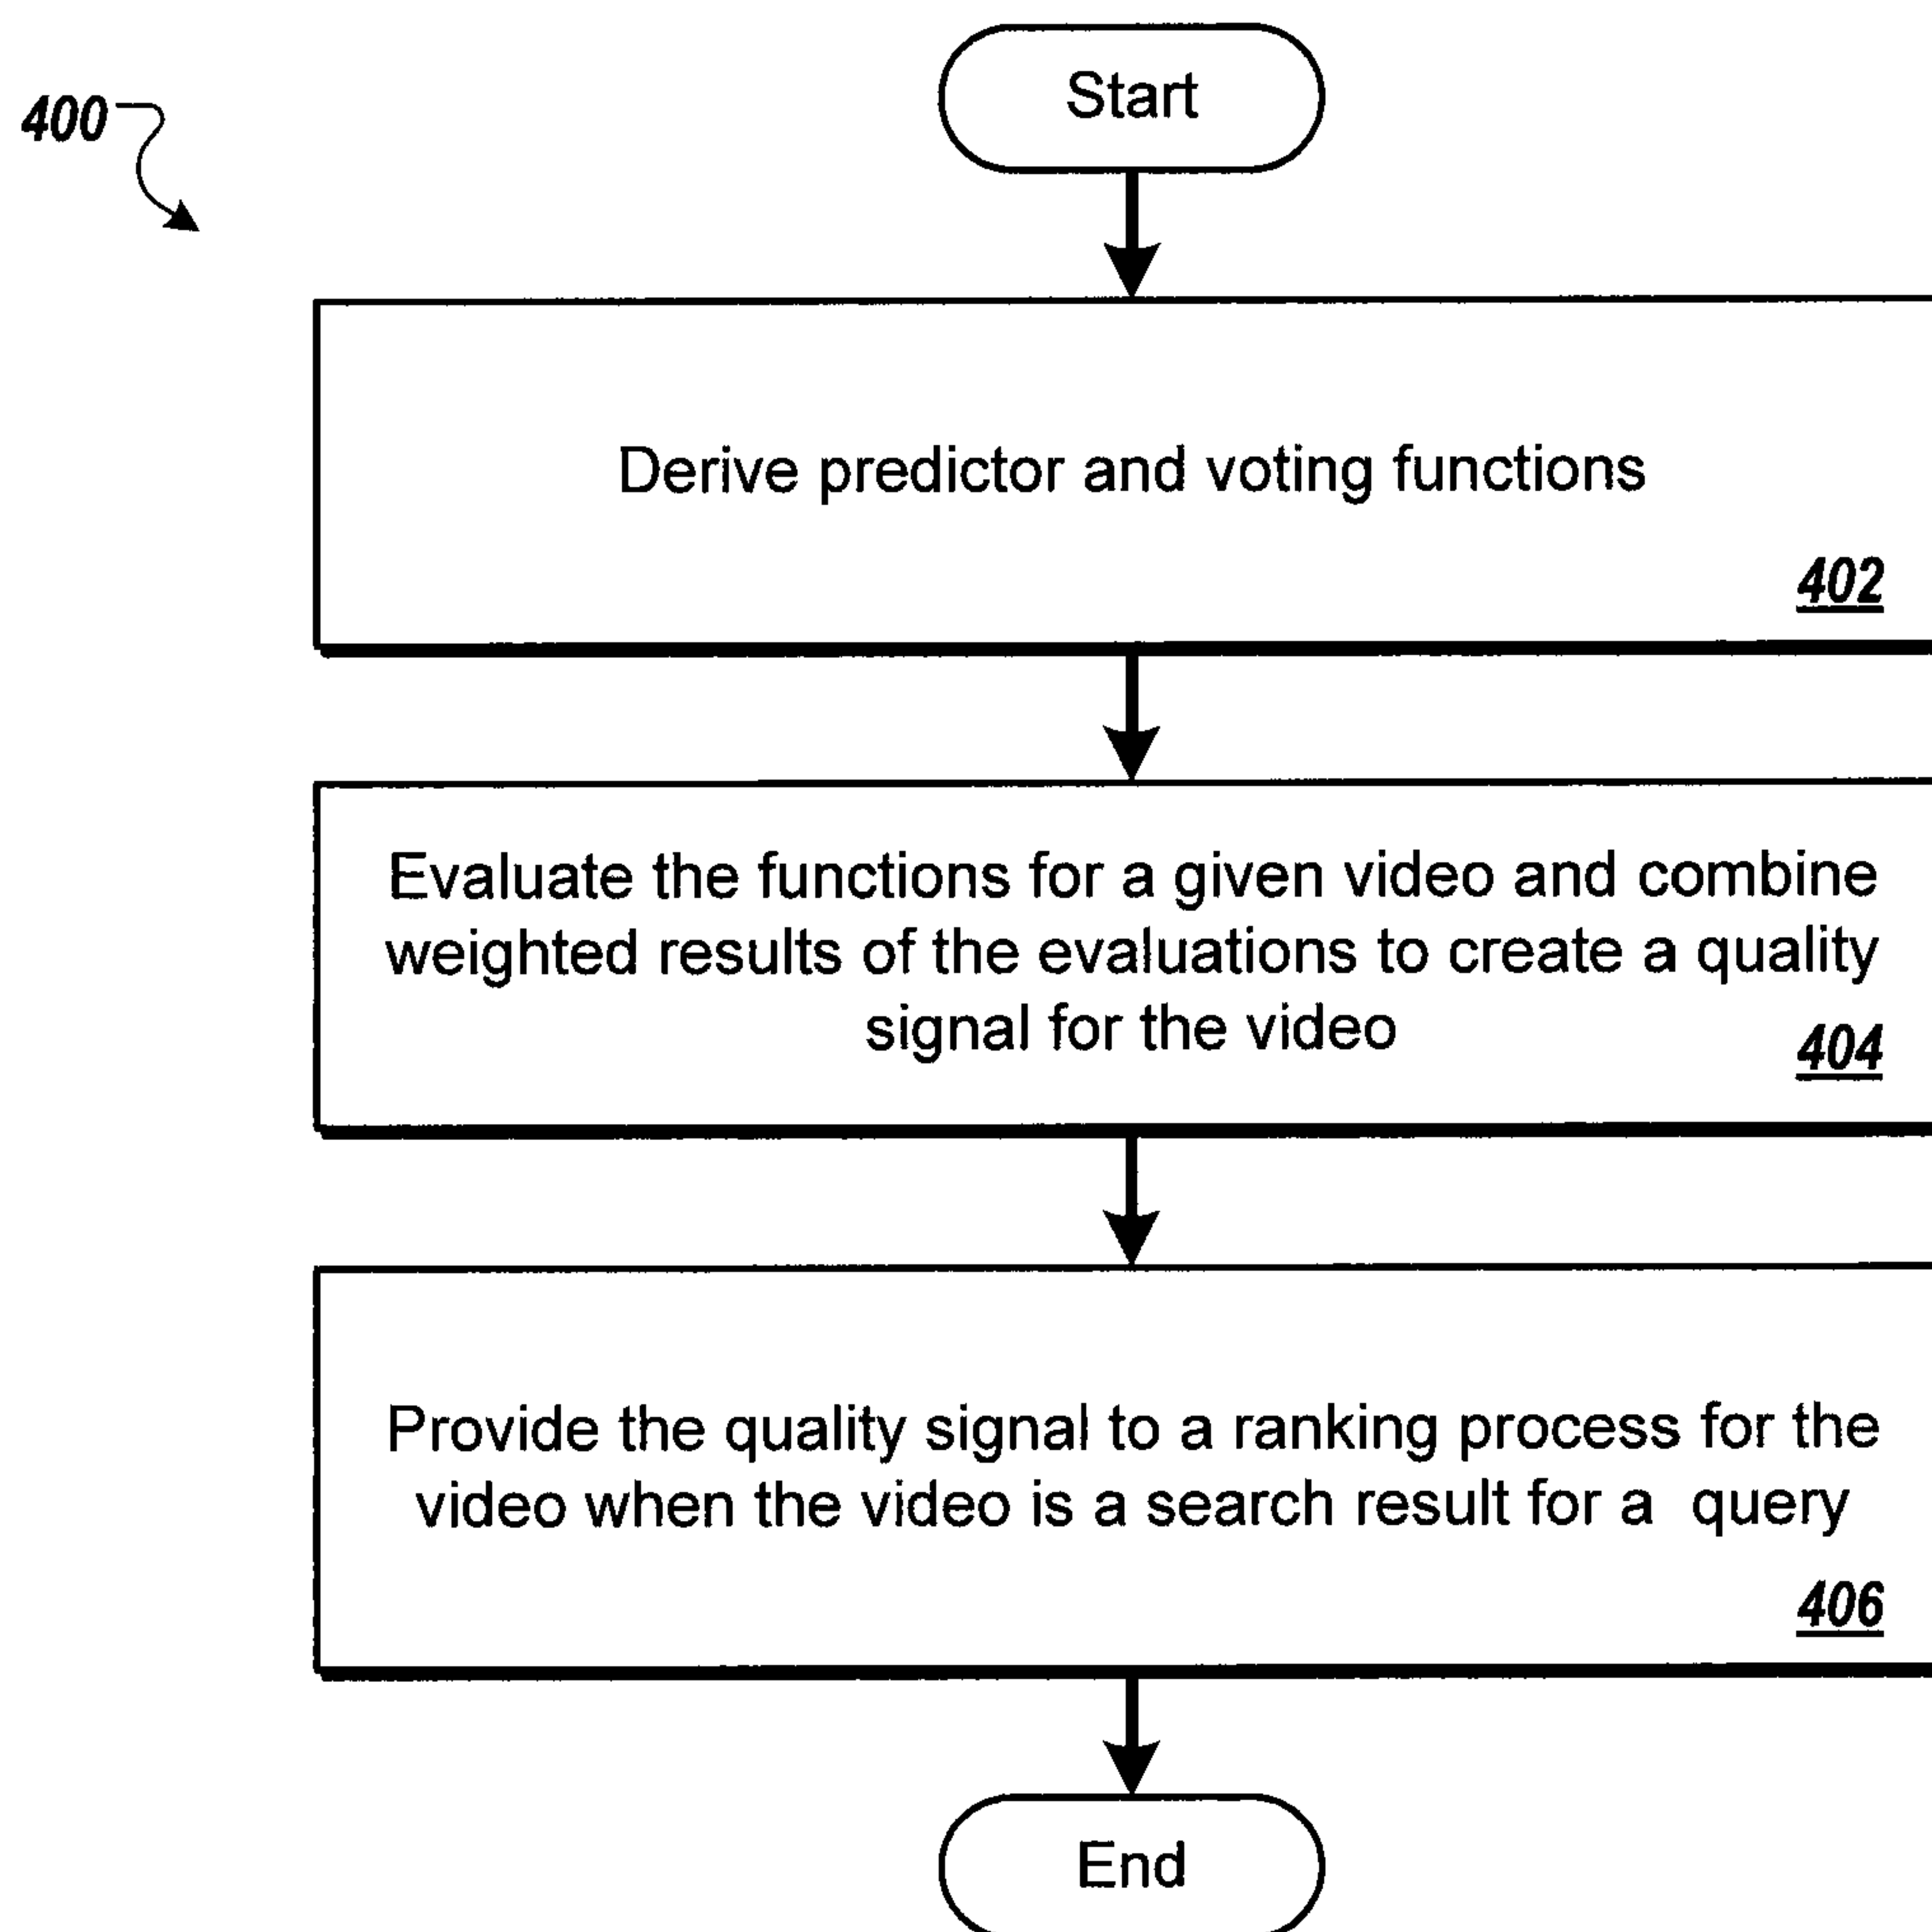 Start
400
Derive predictor and voting functions
402
Evaluate the functions for a given video and combine
weighted results of the evaluations to create a quality
signal for the video
404
Provide the quality signal to a ranking process for the
video when the video is a search result for a query
406
End